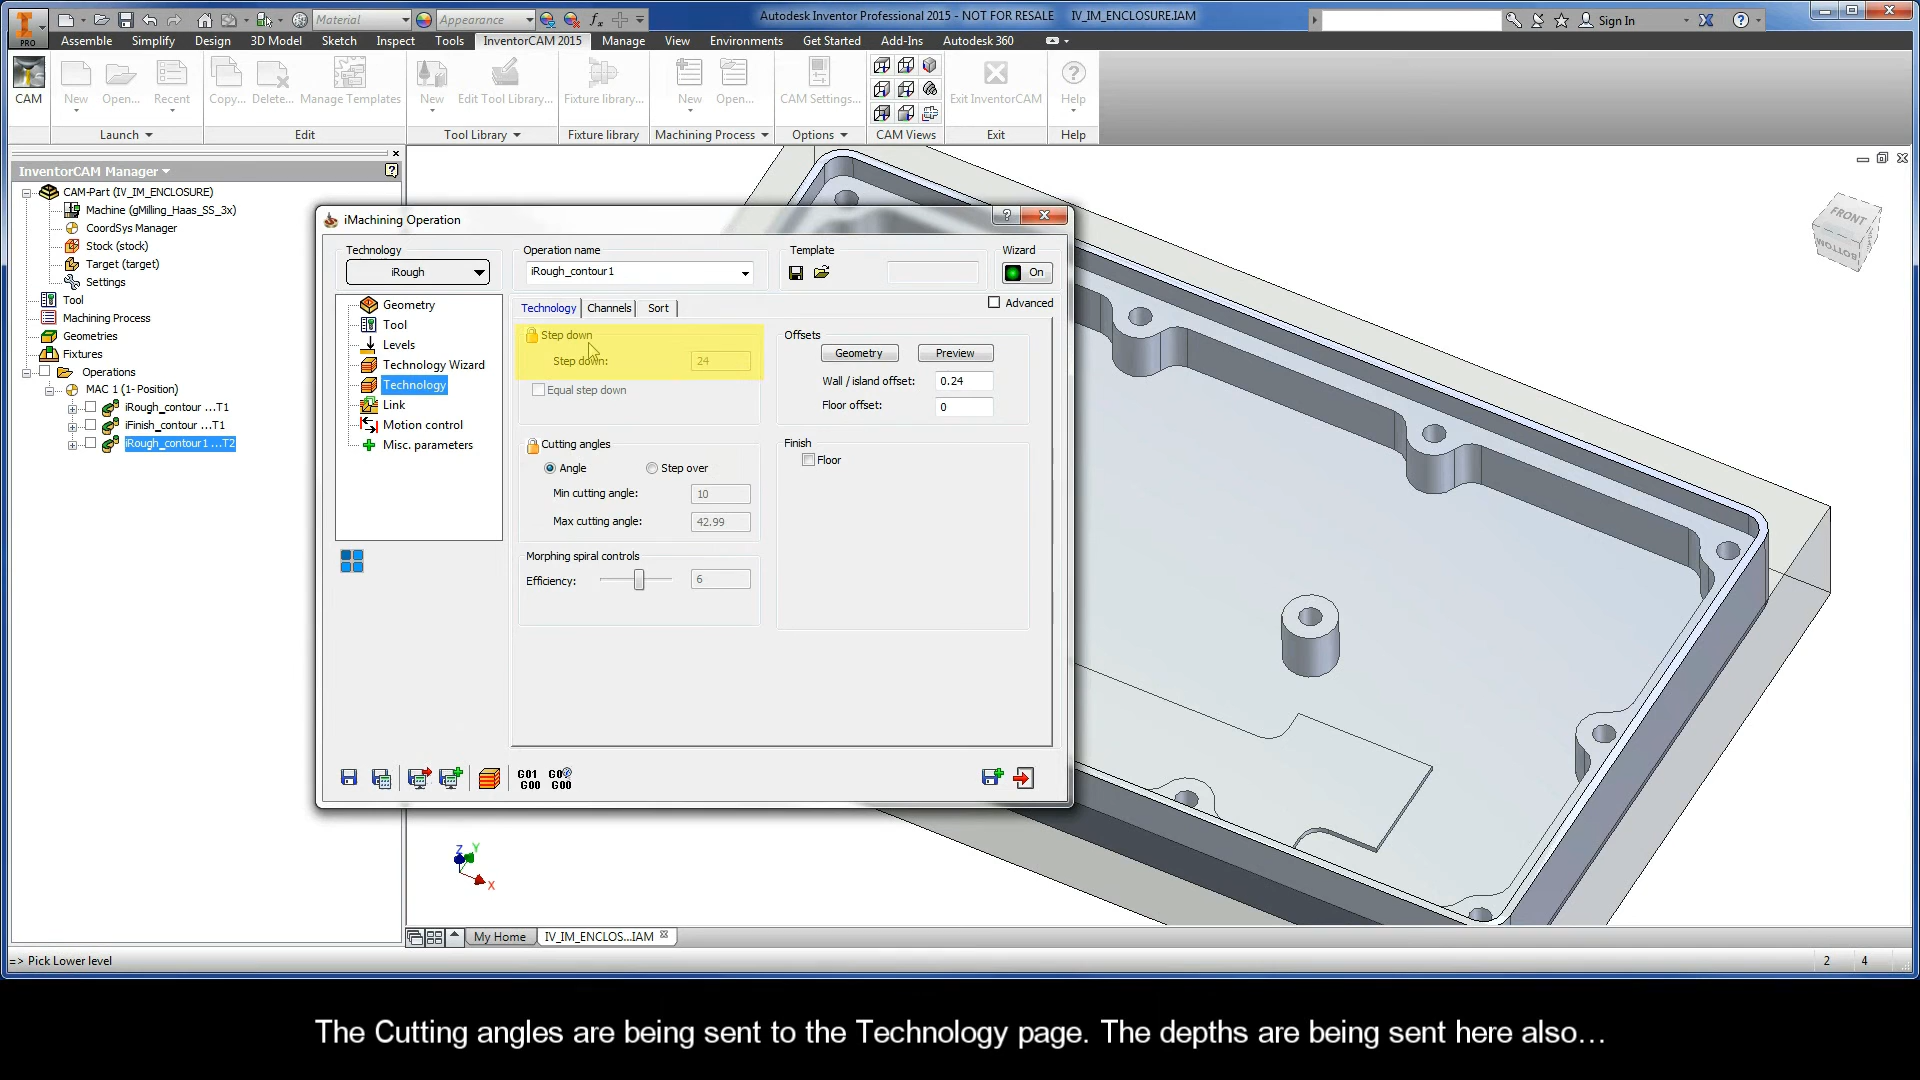 Autodesk Inventor Professional 2015 - NOT FOR RESALE IV_IM_ENCLOSURE.IAM
Material Appearance Sign In
PRO Assemble Simplify Design 3D Model Sketch Inspect Tools InventorCAM 2015 Manage View Environments Get Started Add-Ins Autodesk 360
CAM New Open... Recent Copy... Delete... Manage Templates New Edit Tool Library... Fixture library... New Open... CAM Settings... Exit InventorCAM Help
Launch Edit Tool Library Fixture library Machining Process Options CAM Views Exit Help
InventorCAM Manager
CAM-Part (IV_IM_ENCLOSURE)
Machine (gMilling_Haas_SS_3x)
CoordSys Manager
Stock (stock)
Target (target)
Settings
Tool
Machining Process
Geometries
Fixtures
Operations
MAC 1 (1- Position)
iRough_contour ...T1
iFinish_contour ...T1
iRough_contour1 ...T2
iMachining Operation
Technology Operation name Template Wizard
iRough iRough_contour1 On
Geometry
Tool
Levels
Technology Wizard
Technology
Link
Motion control
Misc. parameters
Technology Channels Sort Advanced
Step down
Step down: 24
Equal step down
Cutting angles
Angle Step over
Min cutting angle: 10
Max cutting angle: 42.99
Morphing spiral controls
Efficiency: 6
Offsets
Geometry Preview
Wall / island offset: 0.24
Floor offset: 0
Finish
Floor
G01 G00
G00
FRONT
BOTTOM
Z Y
X
My Home IV_IM_ENCLOS...IAM
=> Pick Lower level 2 4
The Cutting angles are being sent to the Technology page. The depths are being sent here also...